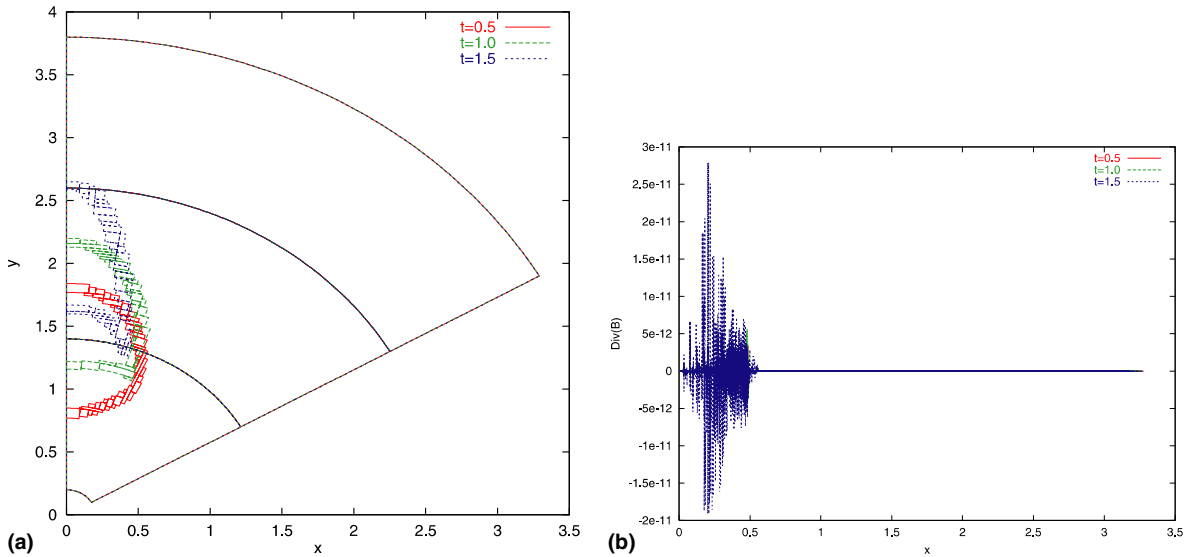 4
3.5
3
2.5
2
1.5
1
0.5
0
y
0 0.5 1 1.5 2 2.5 3 3.5
x
t=0.5
t=1.0
t=1.5
(a)
3e-11
2.5e-11
2e-11
1.5e-11
1e-11
5e-12
0
-5e-12
-1e-11
-1.5e-11
-2e-11
Div(B)
0 0.5 1 1.5 2 2.5 3 3.5
x
t=0.5
t=1.0
t=1.5
(b)